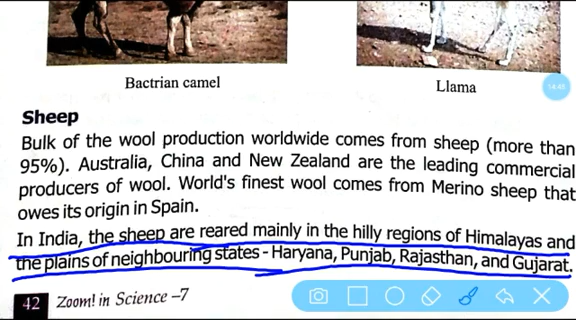 Bactrian camel
Llama
14:45
Sheep
Bulk of the wool production worldwide comes from sheep (more than
95%). Australia, China and New Zealand are the leading commercial
producers of wool. World's finest wool comes from Merino sheep that
owes its origin in Spain.
In India, the sheep are reared mainly in the hilly regions of Himalayas and
the plains of neighbouring states - Haryana, Punjab, Rajasthan, and Gujarat.
42 Zoom! in Science –7